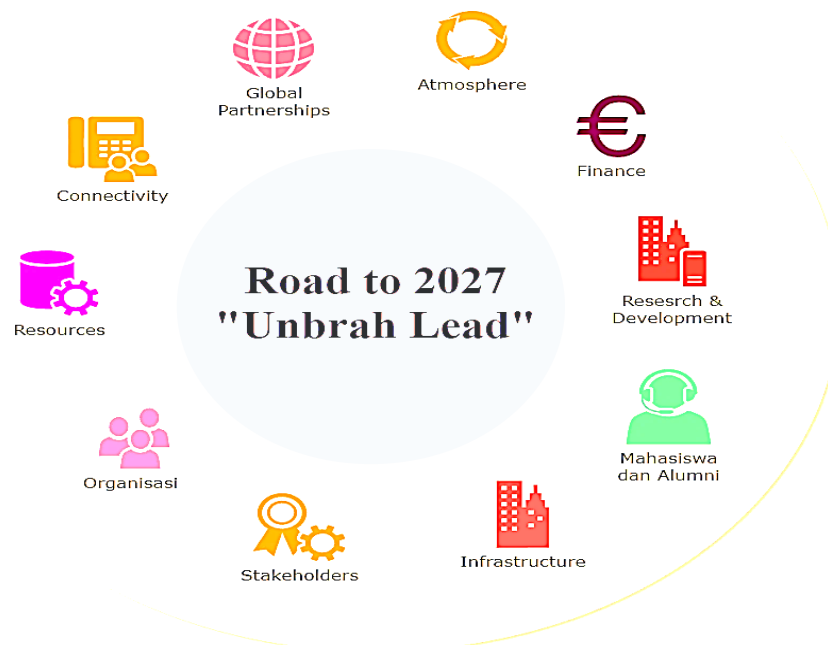 Global
Partnerships
Atmosphere
Finance
Connectivity
Resesrch &
Development
Road to 2027
"Unbrah Lead"
Resources
Mahasiswa
dan Alumni
Organisasi
Infrastructure
Stakeholders